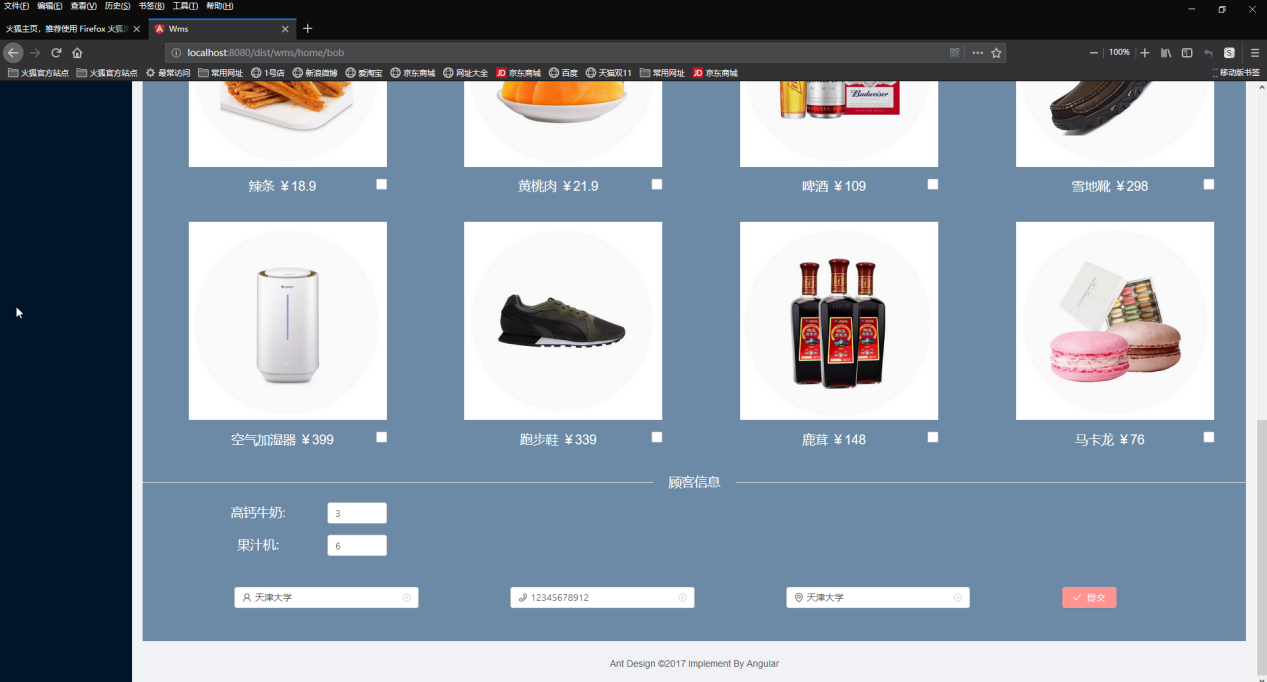 文件(F) 编辑(E) 查看(V) 历史(S) 书签(B) 工具(T) 帮助(H)
火狐主页，推荐使用 Firefox 火狐
Wms
localhost:8080/dist/wms/home/bob
100%
火狐官方站点 火狐官方站点 最常访问 常用网址 1号店 新浪微博 爱淘宝 京东商城 网址大全 JD 京东商城 百度 天猫双11 常用网址 JD 京东商城 移动版书签
Budweiser
辣条 ¥18.9 黄桃肉 ¥21.9 啤酒 ¥109 雪地靴 ¥298
空气加湿器 ¥399 跑步鞋 ¥339 鹿茸 ¥148 马卡龙 ¥76
顾客信息
高钙牛奶: 3
果汁机: 6
天津大学 12345678912 天津大学 提交
Ant Design ©2017 Implement By Angular